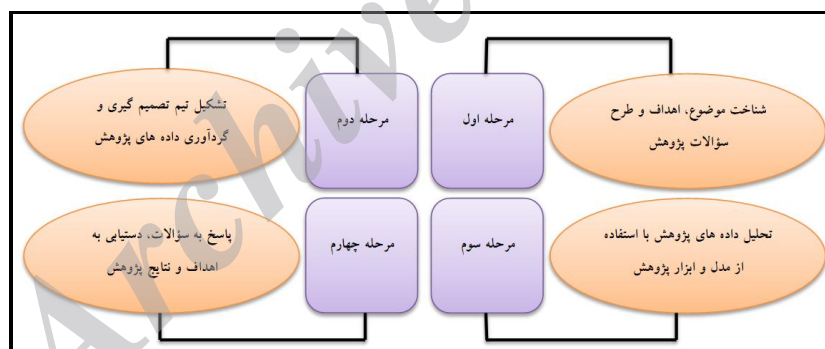 مرحله اول
شناخت موضوع، اهداف و طرح
سؤالات پژوهش
مرحله دوم
تشکیل تیم تصمیم گیری و
گردآوری داده های پژوهش
مرحله سوم
تحلیل داده های پژوهش با استفاده
از مدل و ابزار پژوهش
مرحله چهارم
پاسخ به سؤالات، دستیابی به
اهداف و نتایج پژوهش
Archive